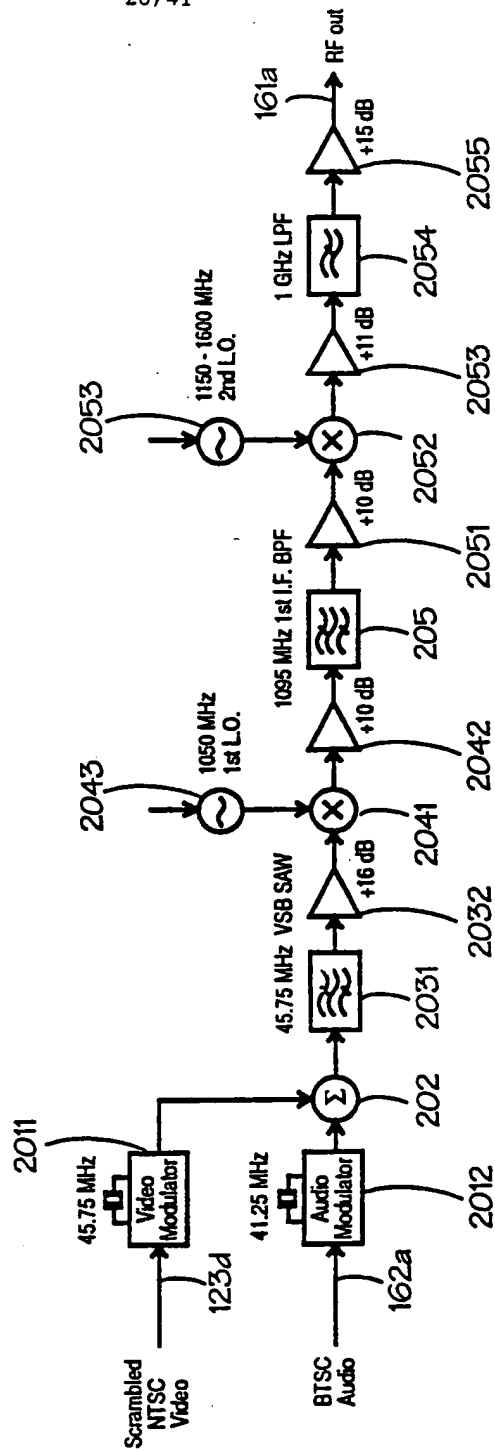 20/41
Scrambled
NTSC
Video
123d
45.75 MHz
Video
Modulator
2011
BTSC
Audio
162a
41.25 MHz
Audio
Modulator
2012
Σ
202
45.75 MHz VSB SAW
2031
+16 dB
2032
1050 MHz
1st L.O.
2043
2041
+10 dB
2042
1095 MHz 1st I.F. BPF
205
+10 dB
2051
1150 - 1600 MHz
2nd L.O.
2053
2052
+11 dB
2053
1 GHz LPF
2054
+15 dB
2055
161a
RF out